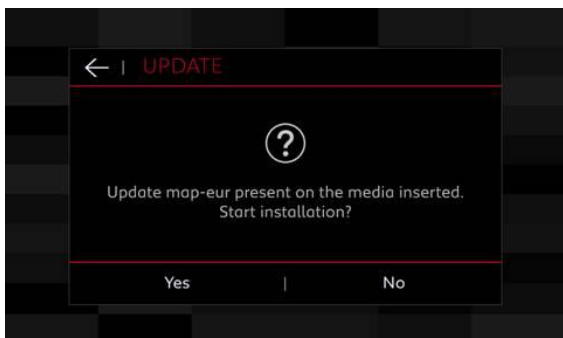 ← | UPDATE
?
Update map-eur present on the media inserted.
Start installation?
Yes | No